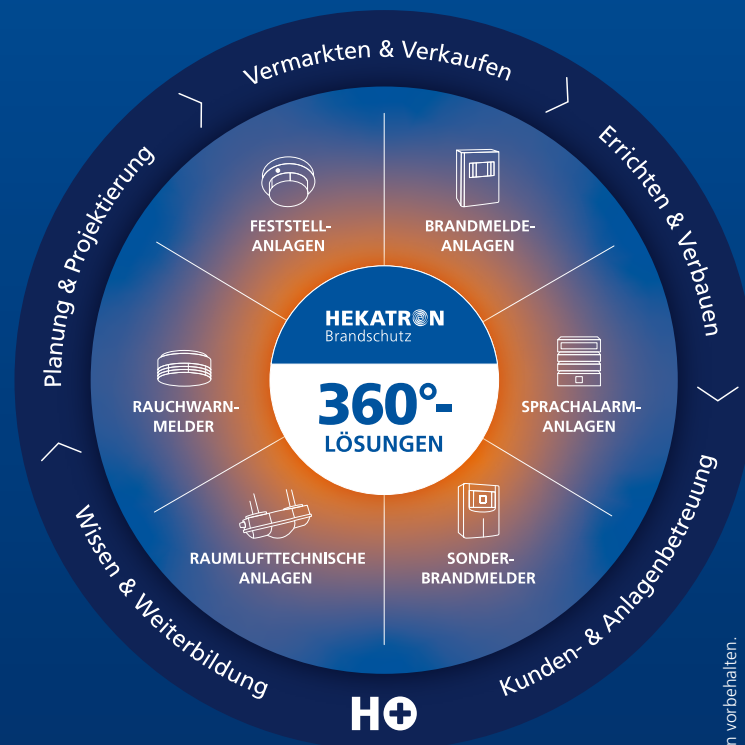 Vermarkten & Verkaufen
Errichten & Verbauen
Kunden- & Anlagenbetreuung
Wissen & Weiterbildung
Planung & Projektierung
FESTSTELL-
ANLAGEN
BRANDMELDE-
ANLAGEN
SPRACHALARM-
ANLAGEN
SONDER-
BRANDMELDER
RAUMLUFTTECHNISCHE
ANLAGEN
RAUCHWARN-
MELDER
HEKATRON
Brandschutz
360°-
LÖSUNGEN
H+
vorbehalten.